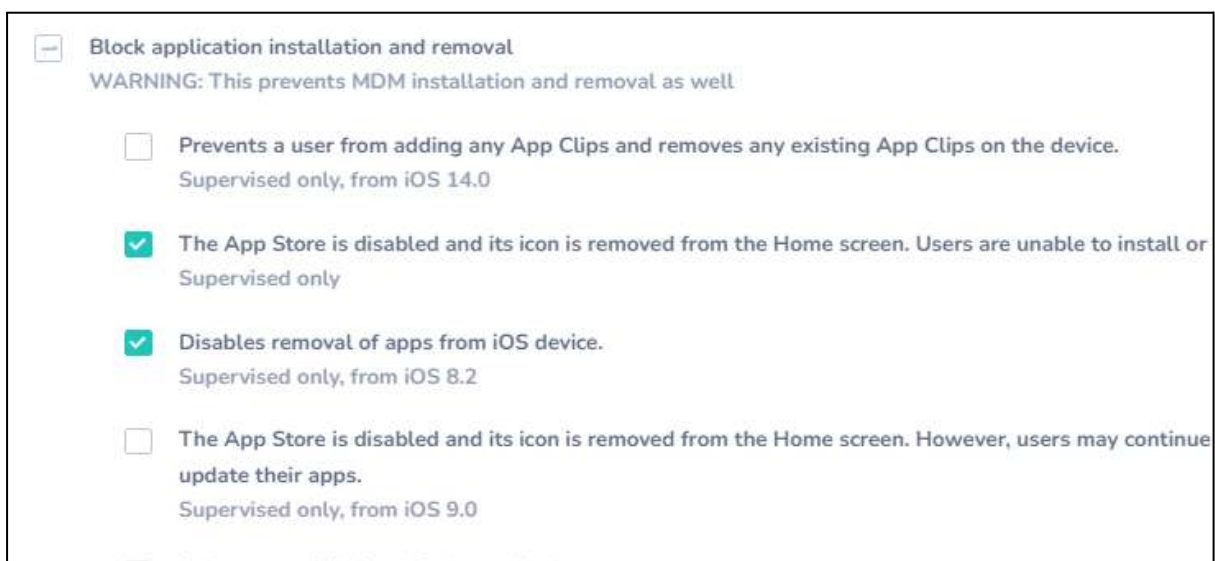 Block application installation and removal
WARNING: This prevents MDM installation and removal as well
Prevents a user from adding any App Clips and removes any existing App Clips on the device.
Supervised only, from iOS 14.0
The App Store is disabled and its icon is removed from the Home screen. Users are unable to install or
Supervised only
Disables removal of apps from iOS device.
Supervised only, from iOS 8.2
The App Store is disabled and its icon is removed from the Home screen. However, users may continue
update their apps.
Supervised only, from iOS 9.0